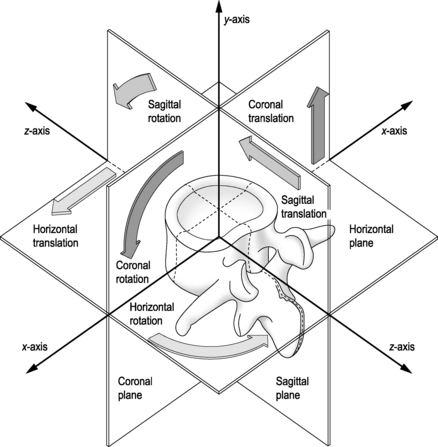 y-axis
Sagittal
rotation
Coronal
translation
z-axis
x-axis
Sagittal
translation
Horizontal
translation
Horizontal
plane
Coronal
rotation
Horizontal
rotation
x-axis
z-axis
Coronal
plane
Sagittal
plane